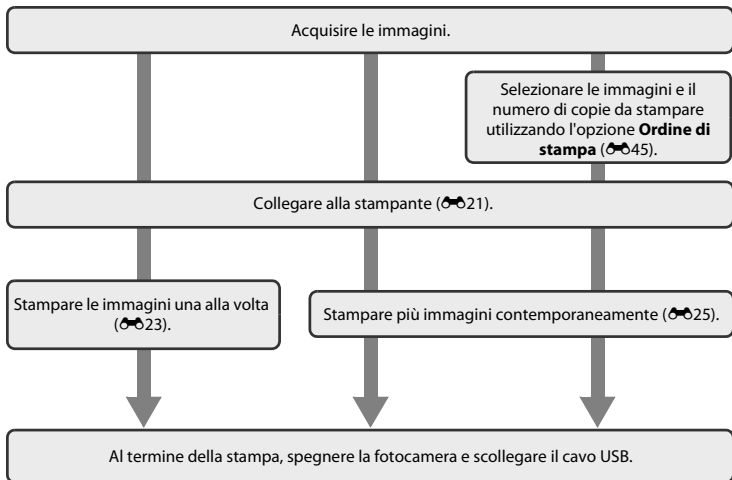 Acquisire le immagini.
Selezionare le immagini e il
numero di copie da stampare
utilizzando l'opzione Ordine di
stampa (45).
Collegare alla stampante (21).
Stampare le immagini una alla volta
(23).
Stampare più immagini contemporaneamente (25).
Al termine della stampa, spegnere la fotocamera e scollegare il cavo USB.